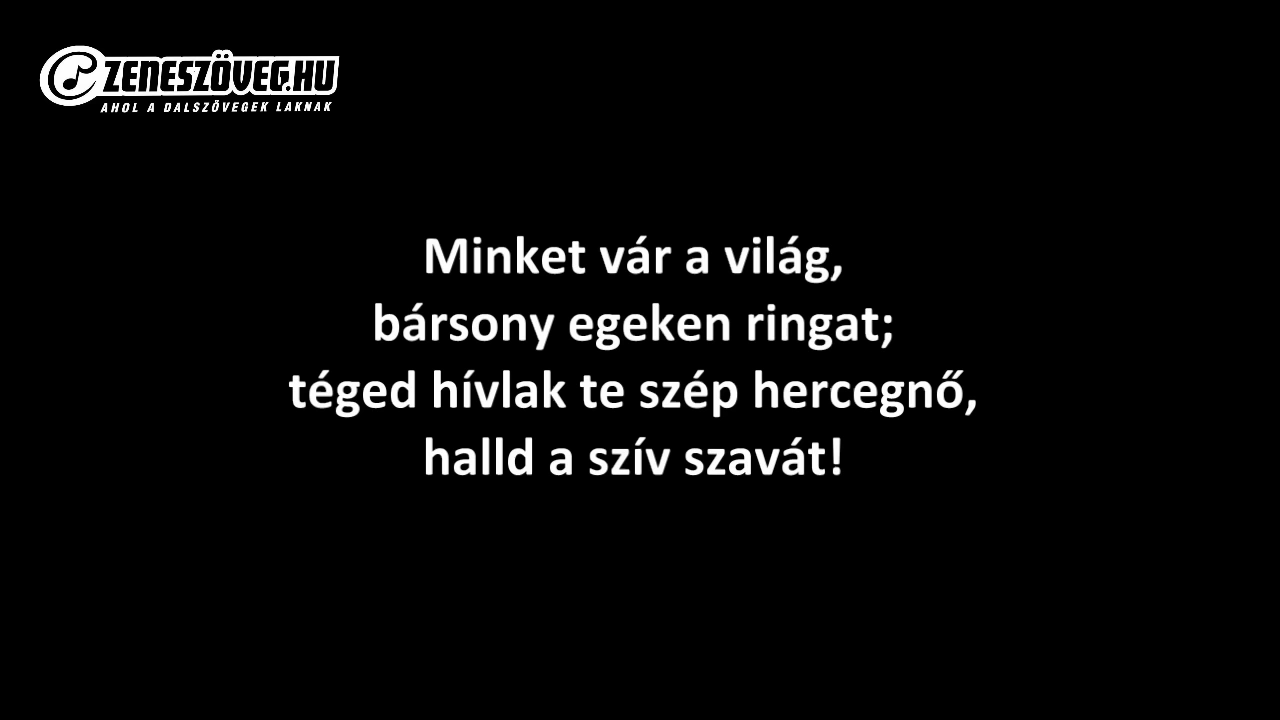 ZENESZÖVEG.HU
AHOL A DALSZÖVEGEK LAKNAK
Minket vár a világ,
bársony egeken ringat;
téged hívlak te szép hercegnő,
halld a szív szavát!